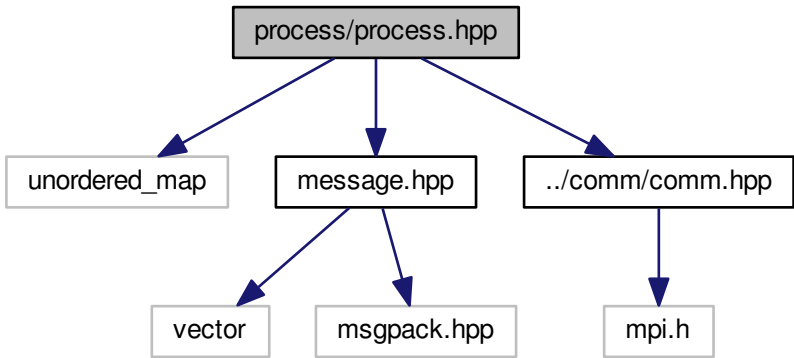 process/process.hpp
unordered_map
message.hpp
../comm/comm.hpp
vector
msgpack.hpp
mpi.h